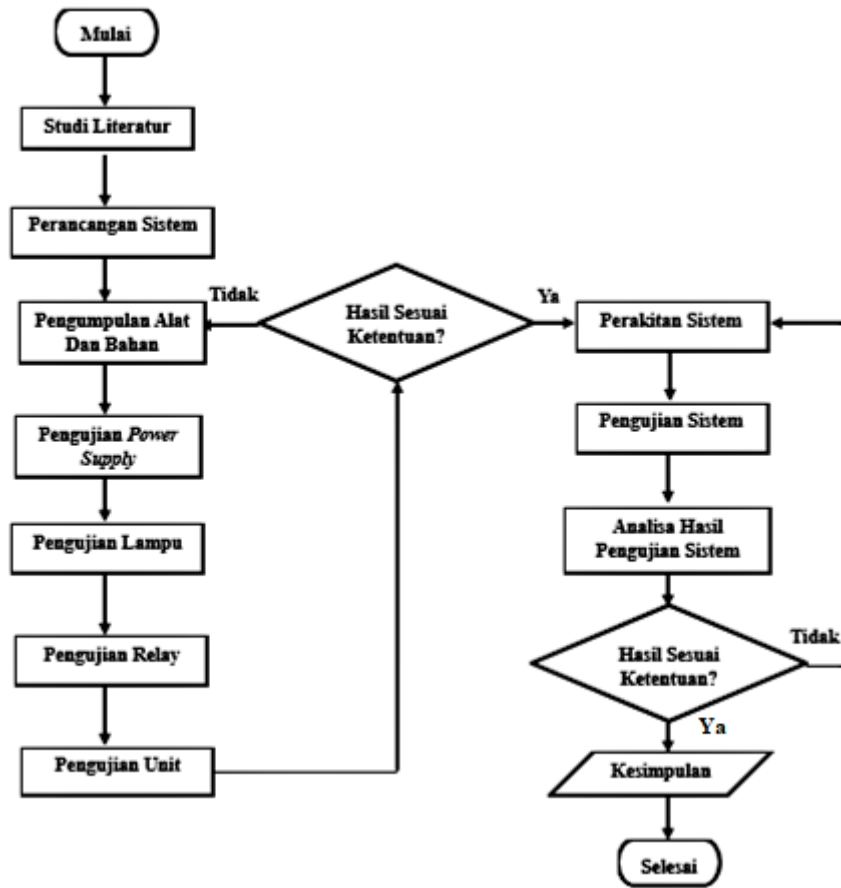 Mulai
Studi Literatur
Perancangan Sistem
Pengumpulan Alat
Dan Bahan
Pengujian Power
Supply
Pengujian Lampu
Pengujian Relay
Pengujian Unit
Tidak
Hasil Sesuai
Ketentuan?
Ya
Perakitan Sistem
Pengujian Sistem
Analisa Hasil
Pengujian Sistem
Hasil Sesuai
Ketentuan?
Tidak
Ya
Kesimpulan
Selesai